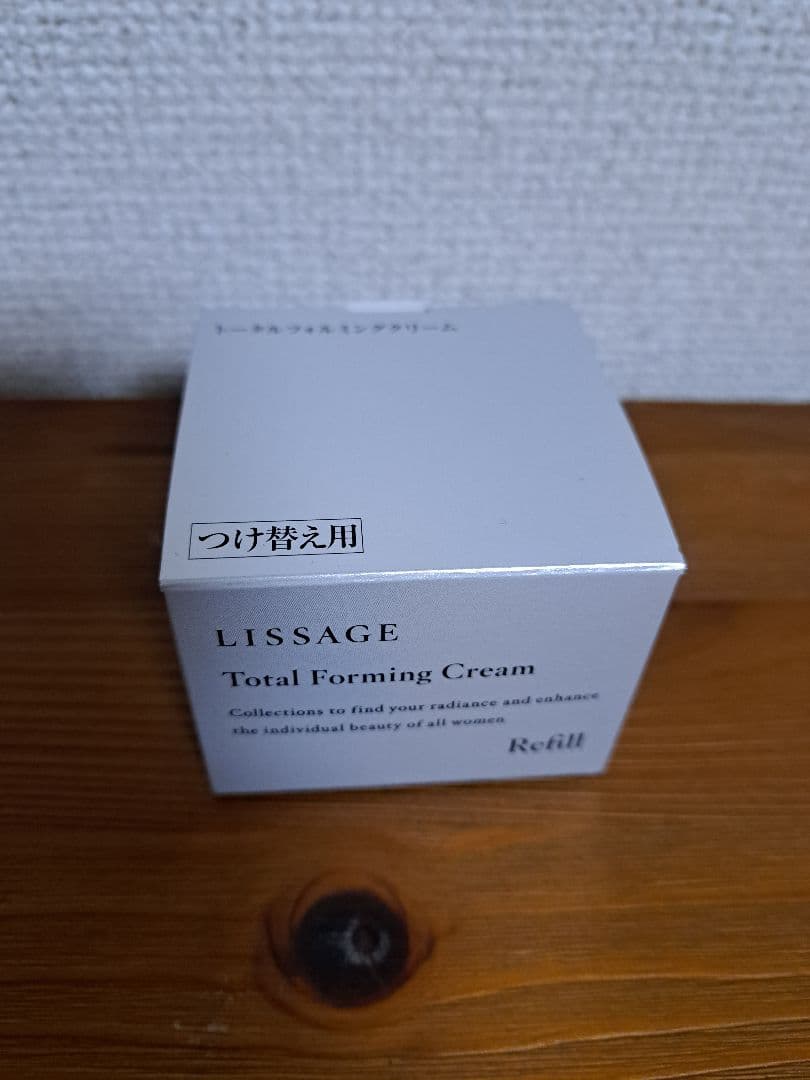 トータルフォルミングクリーム
つけ替え用
LISSAGE
Total Forming Cream
Collections to find your radiance and enhance
the individual beauty of all women
Refill